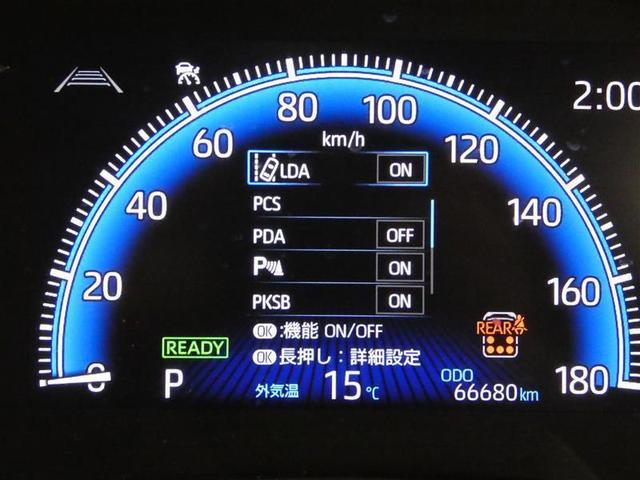 2:00
80
100
60
120
km/h
LDA ON
40
140
PCS
PDA OFF
P ON
20
160
PKSB ON
OK:機能 ON/OFF
REAR
READY
OK長押し：詳細設定
0
P
外気温 15℃
ODO
66680km
180